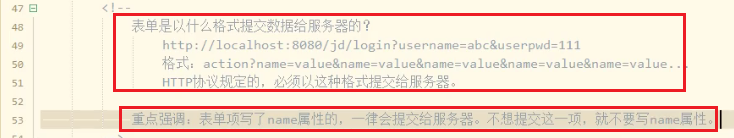 47 <!--
48 表单是以什么格式提交数据给服务器的?
49 http://localhost:8080/jd/login?username=abc&userpwd=111
50 格式:action?name=value&name=value&name=value&name=value&name=value...
51 HTTP协议规定的,必须以这种格式提交给服务器。
52
53 重点强调:表单项写了name属性的,一律会提交给服务器。不想提交这一项,就不要写name属性。